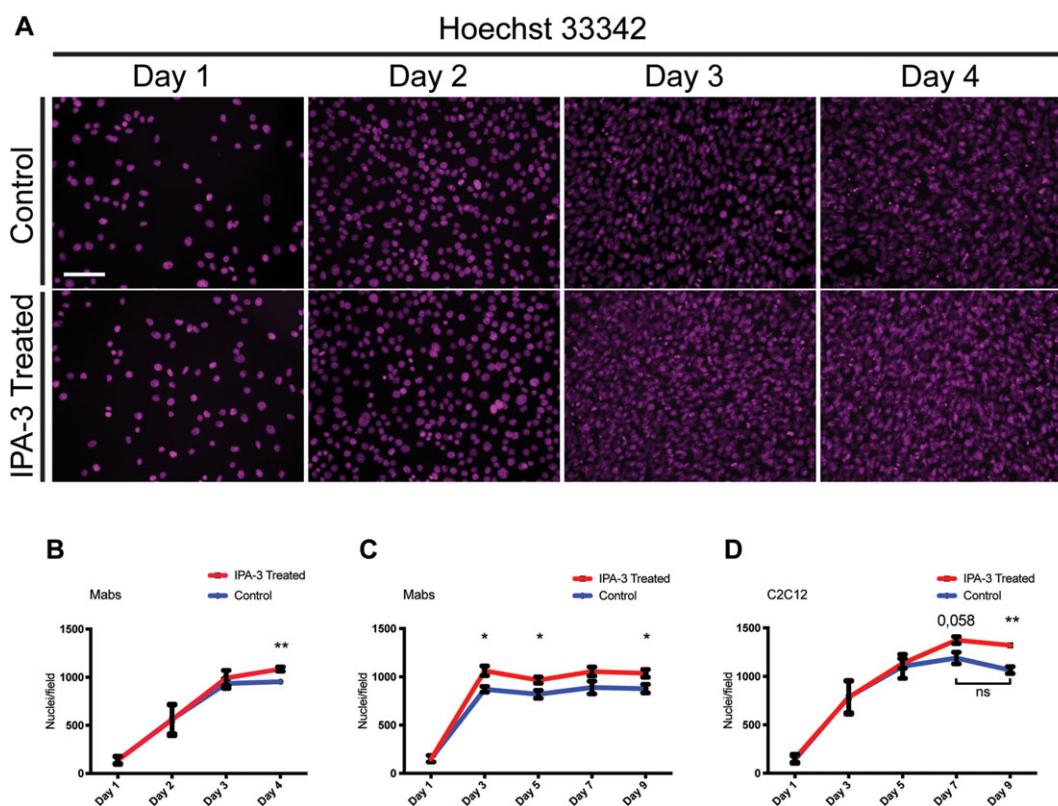 A
Hoechst 33342
Day 1 Day 2 Day 3 Day 4
Control
IPA-3 Treated
B
IPA-3 Treated
Control
Mabs
**
1500
1000
500
0
Nuclei/field
Day 1 Day 2 Day 3 Day 4
C
IPA-3 Treated
Control
Mabs
* * *
1500
1000
500
0
Nuclei/field
Day 1 Day 3 Day 5 Day 7 Day 9
D
IPA-3 Treated
Control
C2C12
0,058 **
1500
1000
500
0
Nuclei/field
ns
Day 1 Day 3 Day 5 Day 7 Day 9